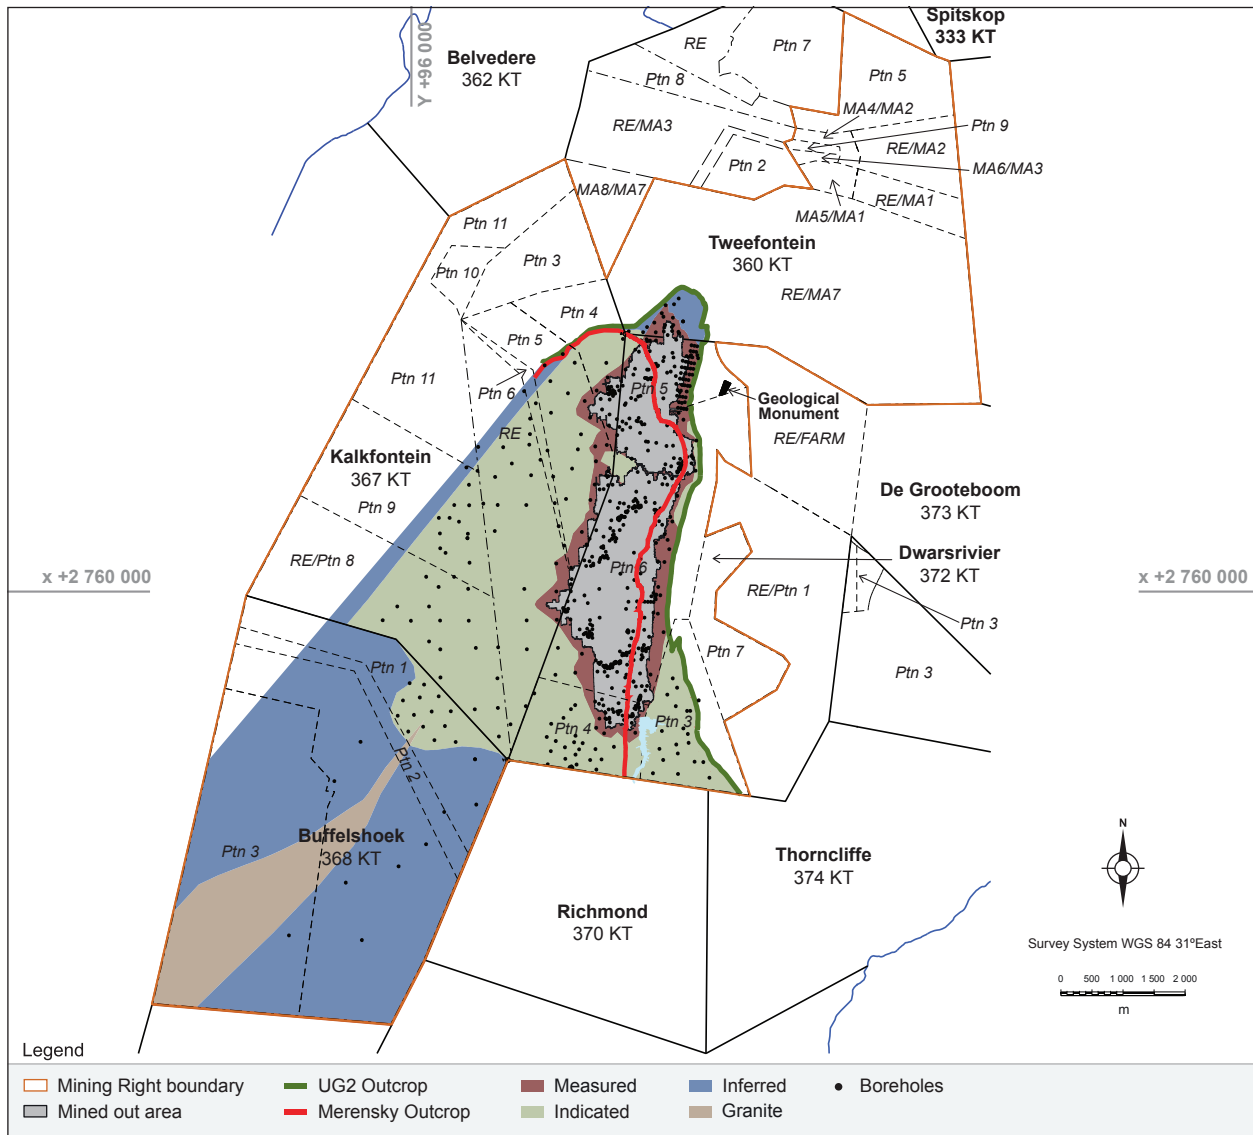 Spitskop
333 KT
Y +96 000
Belvedere
362 KT
RE
Ptn 7
Ptn 8
Ptn 5
MA4/MA2
Ptn 9
RE/MA3
RE/MA2
Ptn 2
MA6/MA3
MA8/MA7
RE/MA1
MA5/MA1
Ptn 11
Tweefontein
360 KT
Ptn 3
Ptn 10
RE/MA7
Ptn 4
Ptn 5
Ptn 11
Ptn 6
Ptn 5
Geological
Monument
RE
RE/FARM
Kalkfontein
367 KT
De Grooteboom
373 KT
Ptn 9
RE/Ptn 8
Dwarsrivier
372 KT
Ptn 6
x +2 760 000
x +2 760 000
RE/Ptn 1
Ptn 3
Ptn 7
Ptn 1
Ptn 3
Ptn 4
Ptn 3
Ptn 2
Buffelshoek
368 KT
Ptn 3
Thorncliffe
374 KT
N
Richmond
370 KT
Survey System WGS 84 31ºEast
0 500 1 000 1 500 2 000
m
Legend
Mining Right boundary
UG2 Outcrop
Measured
Inferred
Boreholes
Mined out area
Merensky Outcrop
Indicated
Granite